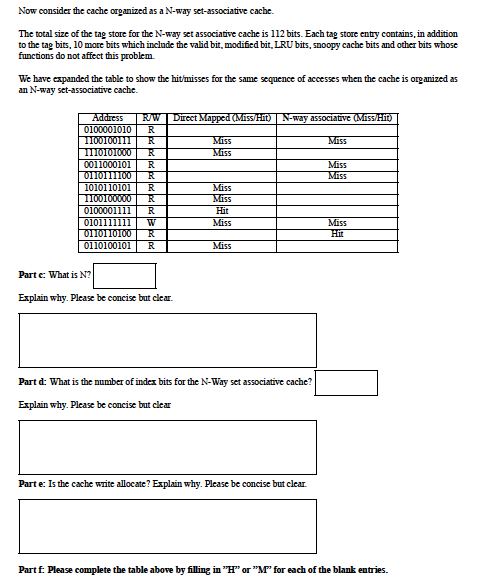 Now consider the cache organized as a N-way set-associative cache.
The total size of the tag store for the N-way set associative cache is 112 bits. Each tag store entry contains, in addition
to the tag bits, 10 more bits which include the valid bit, modified bit, LRU bits, snoopy cache bits and other bits whose
functions do not affect this problem.
We have expanded the table to show the hit/misses for the same sequence of accesses when the cache is organized as
an N-way set-associative cache.
Address R/W Direct Mapped (Miss/Hit) N-way associative (Miss/Hit)
0100001010 R
1100100111 R Miss Miss
1110101000 R Miss
0011000101 R Miss
0110111100 R Miss
1010110101 R Miss
1100100000 R Miss
0100001111 R Hit
0101111111 W Miss Miss
0110110100 R Hit
0110100101 R Miss
Part c: What is N?
Explain why. Please be concise but clear.
Part d: What is the number of index bits for the N-Way set associative cache?
Explain why. Please be concise but clear
Part e: Is the cache write allocate? Explain why. Please be concise but clear.
Part f: Please complete the table above by filling in "H" or "M" for each of the blank entries.